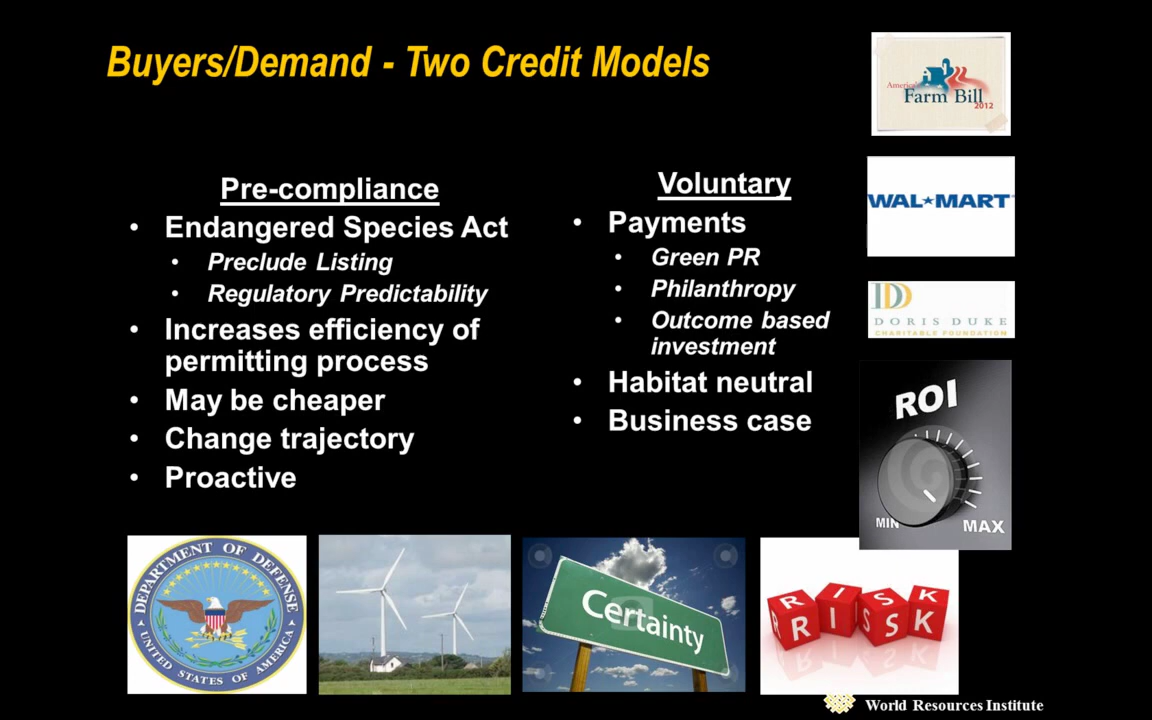 Buyers/Demand - Two Credit Models
America's
Farm Bill
2012
Pre-compliance
• Endangered Species Act
• Preclude Listing
• Regulatory Predictability
• Increases efficiency of
permitting process
• May be cheaper
• Change trajectory
• Proactive
Voluntary
• Payments
• Green PR
• Philanthropy
• Outcome based
investment
• Habitat neutral
• Business case
WAL★MART
DD
DORIS DUKE
CHARITABLE FOUNDATION
ROI
MIN
MAX
DEPARTMENT OF DEFENSE
UNITED STATES OF AMERICA
Certainty
RISK
RISK
World Resources Institute